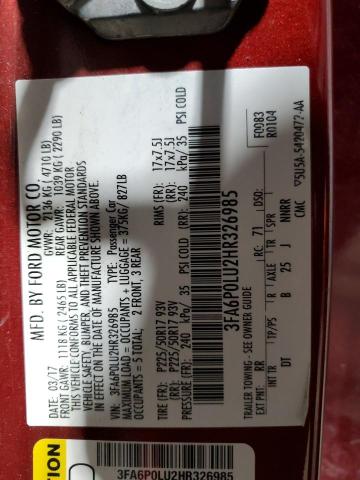 MFD. BY FORD MOTOR CO.
DATE: 03/17
GVWR: 2136 KG ( 4710 LB)
FRONT GAWR: 1118 KG (2465 LB)
REAR GAWR: 1039 KG (2290 LB)
THIS VEHICLE CONFORMS TO ALL APPLICABLE FEDERAL MOTOR
VEHICLE SAFETY, BUMPER, AND THEFT PREVENTION STANDARDS
IN EFFECT ON THE DATE OF MANUFACTURE SHOWN ABOVE.
VIN: 3FA6P0LU2HR326985
TYPE: Passenger Car
MAXIMUM LOAD = OCCUPANTS + LUGGAGE = 375KG/ 827LB
OCCUPANTS = 5 TOTAL, 2 FRONT, 3 REAR
TIRE (FR): P225/50R17 93V
RIMS (FR): 17x7.5J
TIRE (RR): P225/50R17 93V
RIMS (RR): 17x7.5J
PRESSURE (FR): 240 kPa/ 35 PSI COLD
(RR): 240 kPa/ 35 PSI COLD
3FA6P0LU2HR326985
F0083
R0104
TRAILER TOWING - SEE OWNER GUIDE
EXT PNT: RR
RC: 71
DSO:
INT TR
TP/PS
R
AXLE
TR
SPR
DT
B
25
J
NNRR
CMC
5U5A-5420472-AA
3FA6P0LU2HR326985